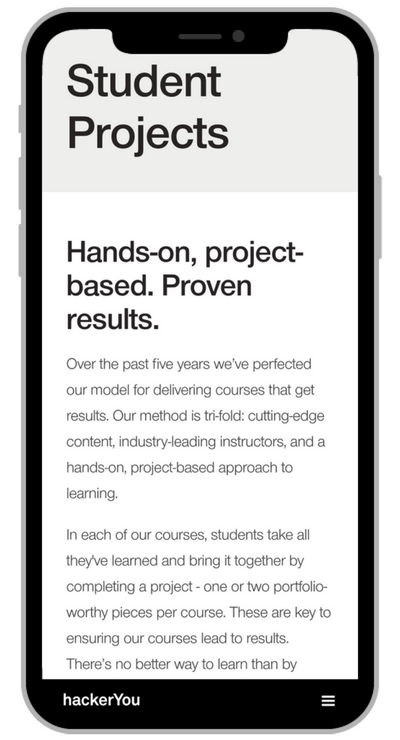 Student
Projects
Hands-on, project-
based. Proven
results.
Over the past five years we've perfected
our model for delivering courses that get
results. Our method is tri-fold: cutting-edge
content, industry-leading instructors, and a
hands-on, project-based approach to
learning.
In each of our courses, students take all
they've learned and bring it together by
completing a project - one or two portfolio-
worthy pieces per course. These are key to
ensuring our courses lead to results.
There's no better way to learn than by
hackerYou